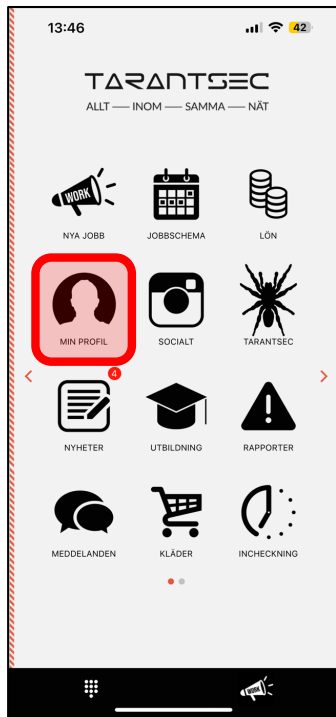 13:46
42
TARANTSEC
ALLT — INOM — SAMMA — NÄT
WORK
NYA JOBB
JOBBSCHEMA
LÖN
MIN PROFIL
SOCIALT
TARANTSEC
4
NYHETER
UTBILDNING
RAPPORTER
MEDDELANDEN
KLÄDER
INCHECKNING
WORK